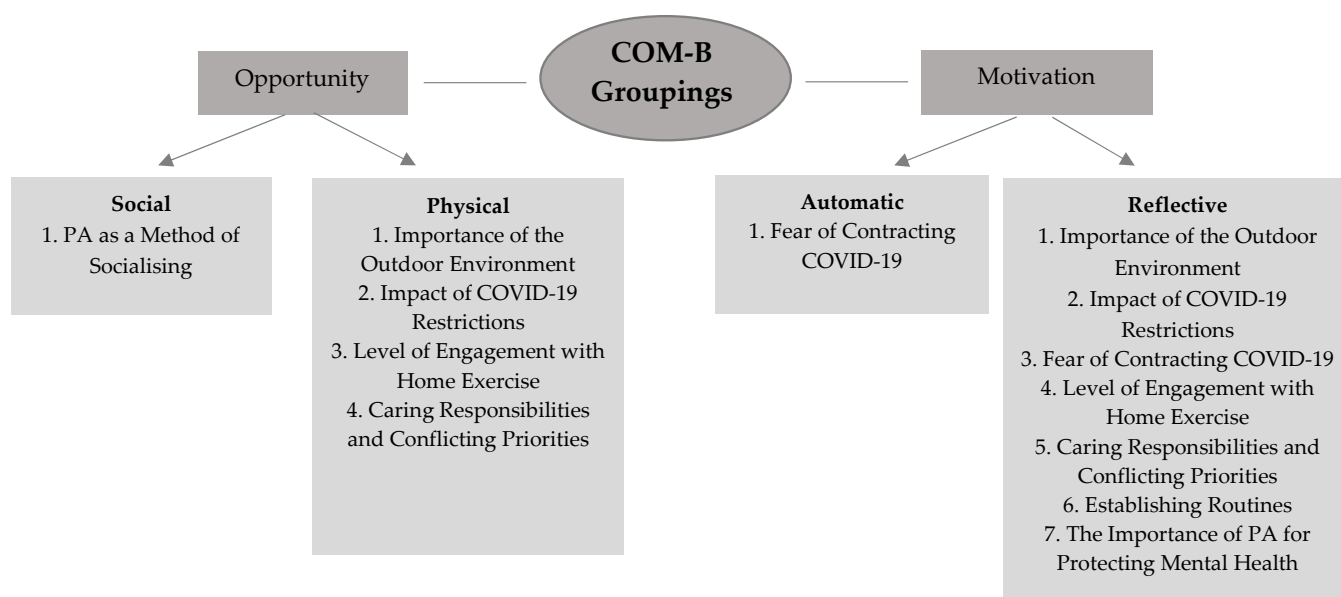 COM-B
Groupings
Opportunity
Motivation
Social
1. PA as a Method of
Socialising
Physical
1. Importance of the
Outdoor Environment
2. Impact of COVID-19
Restrictions
3. Level of Engagement with
Home Exercise
4. Caring Responsibilities
and Conflicting Priorities
Automatic
1. Fear of Contracting
COVID-19
Reflective
1. Importance of the Outdoor
Environment
2. Impact of COVID-19
Restrictions
3. Fear of Contracting COVID-19
4. Level of Engagement with
Home Exercise
5. Caring Responsibilities and
Conflicting Priorities
6. Establishing Routines
7. The Importance of PA for
Protecting Mental Health